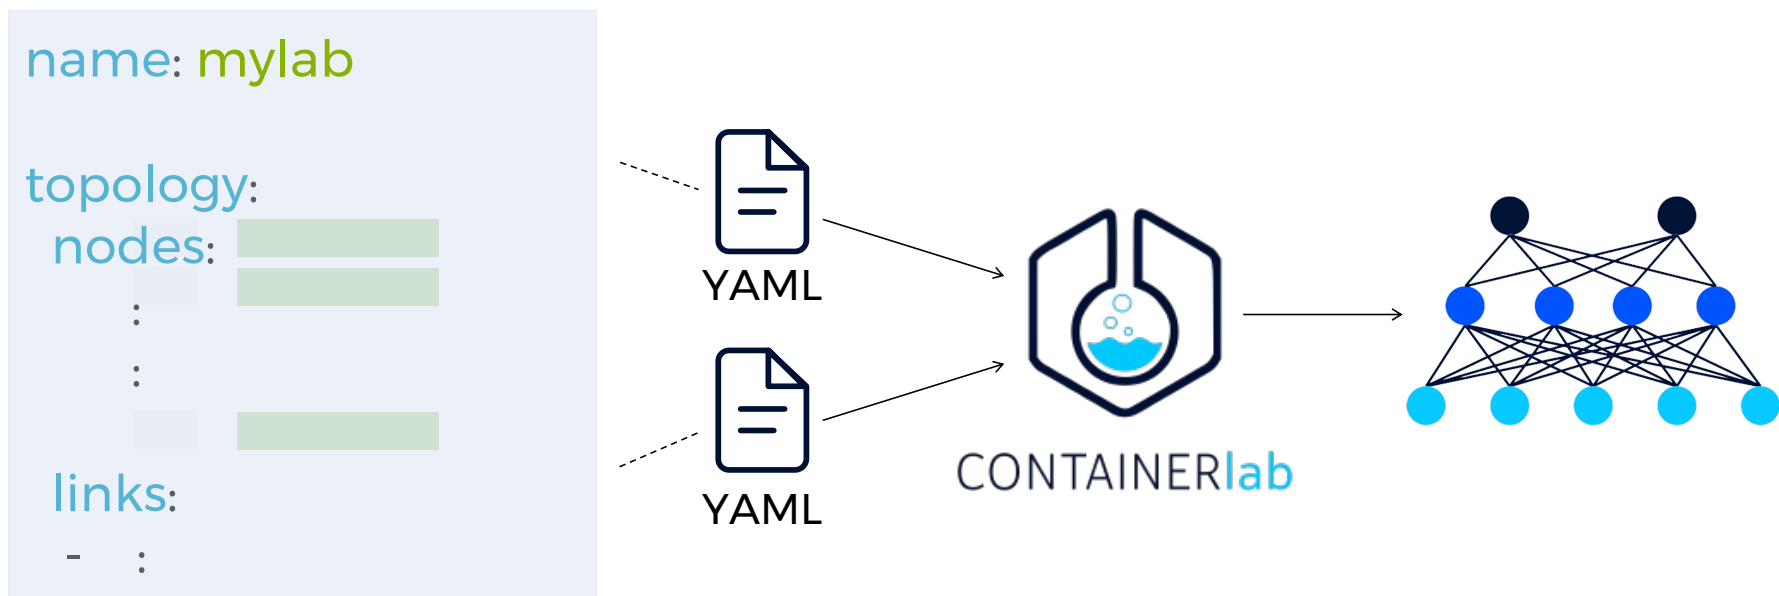 name: mylab
topology:
nodes:
:
:
links:
- :
YAML
YAML
CONTAINERlab